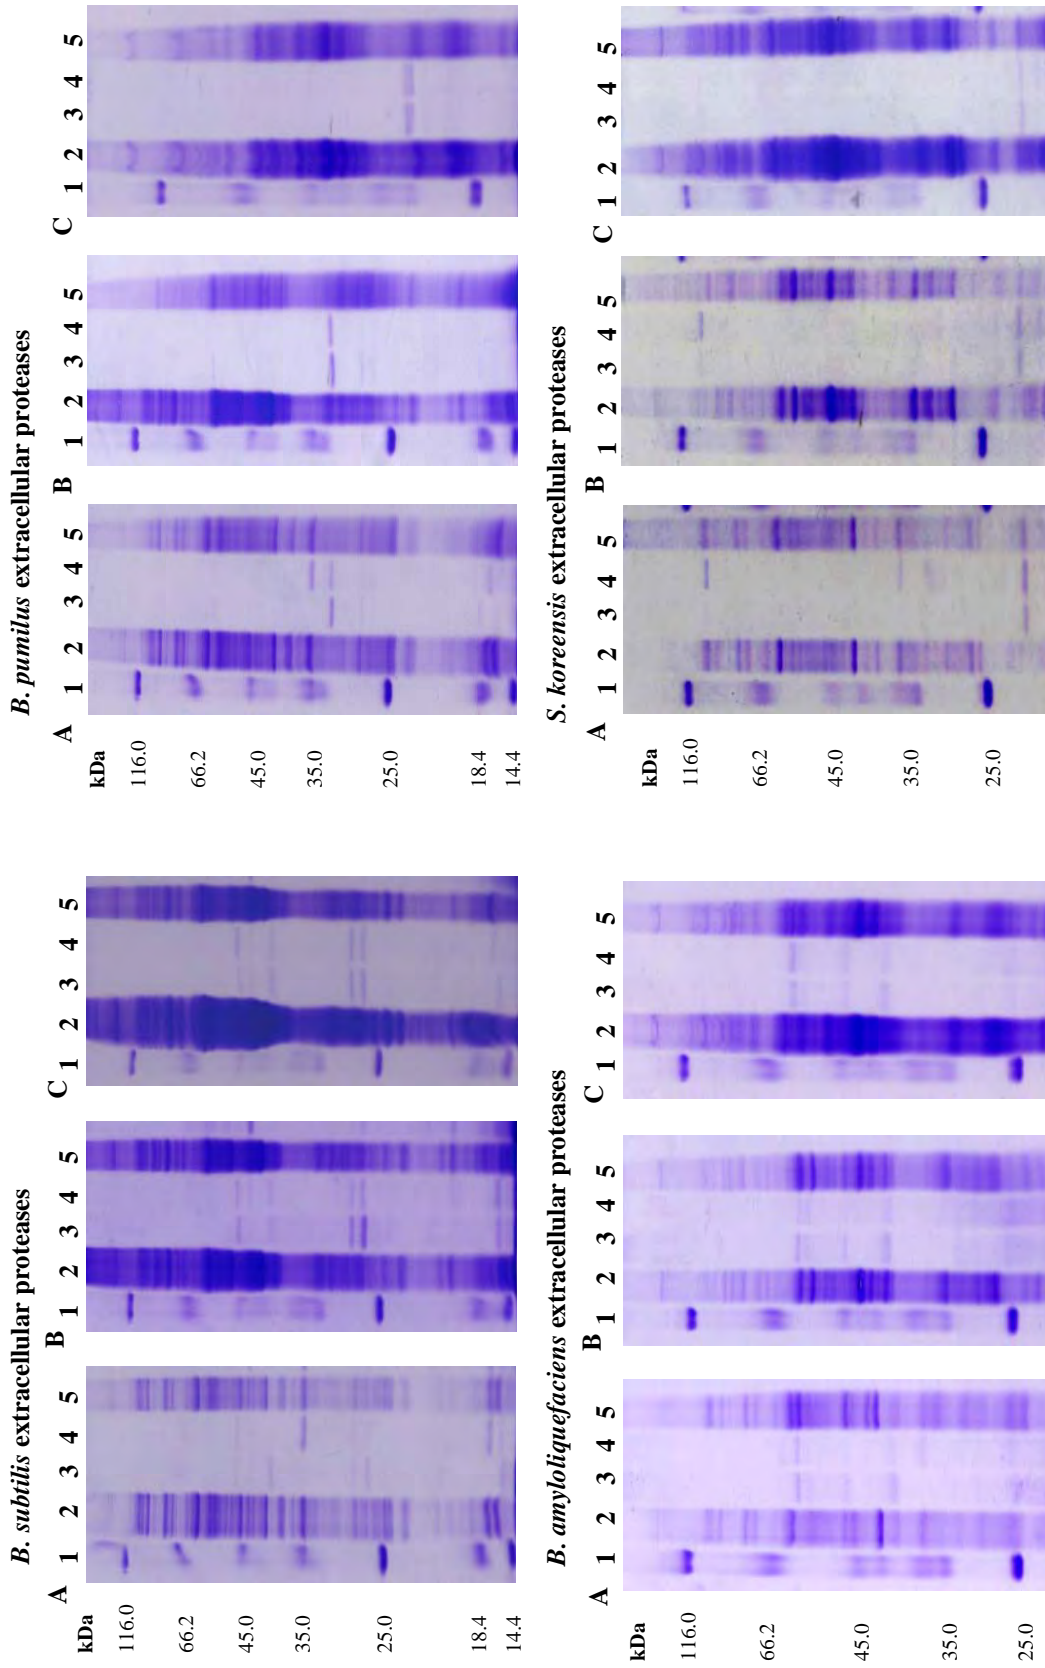 B. subtilis extracellular proteases
A
B
C
1 2 3 4 5
1 2 3 4 5
1 2 3 4 5
kDa
116.0
66.2
45.0
35.0
25.0
18.4
14.4
B. pumilus extracellular proteases
A
B
C
1 2 3 4 5
1 2 3 4 5
1 2 3 4 5
kDa
116.0
66.2
45.0
35.0
25.0
18.4
14.4
B. amyloliquefaciens extracellular proteases
A
B
C
1 2 3 4 5
1 2 3 4 5
1 2 3 4 5
kDa
116.0
66.2
45.0
35.0
25.0
S. koreensis extracellular proteases
A
B
C
1 2 3 4 5
1 2 3 4 5
1 2 3 4 5
kDa
116.0
66.2
45.0
35.0
25.0